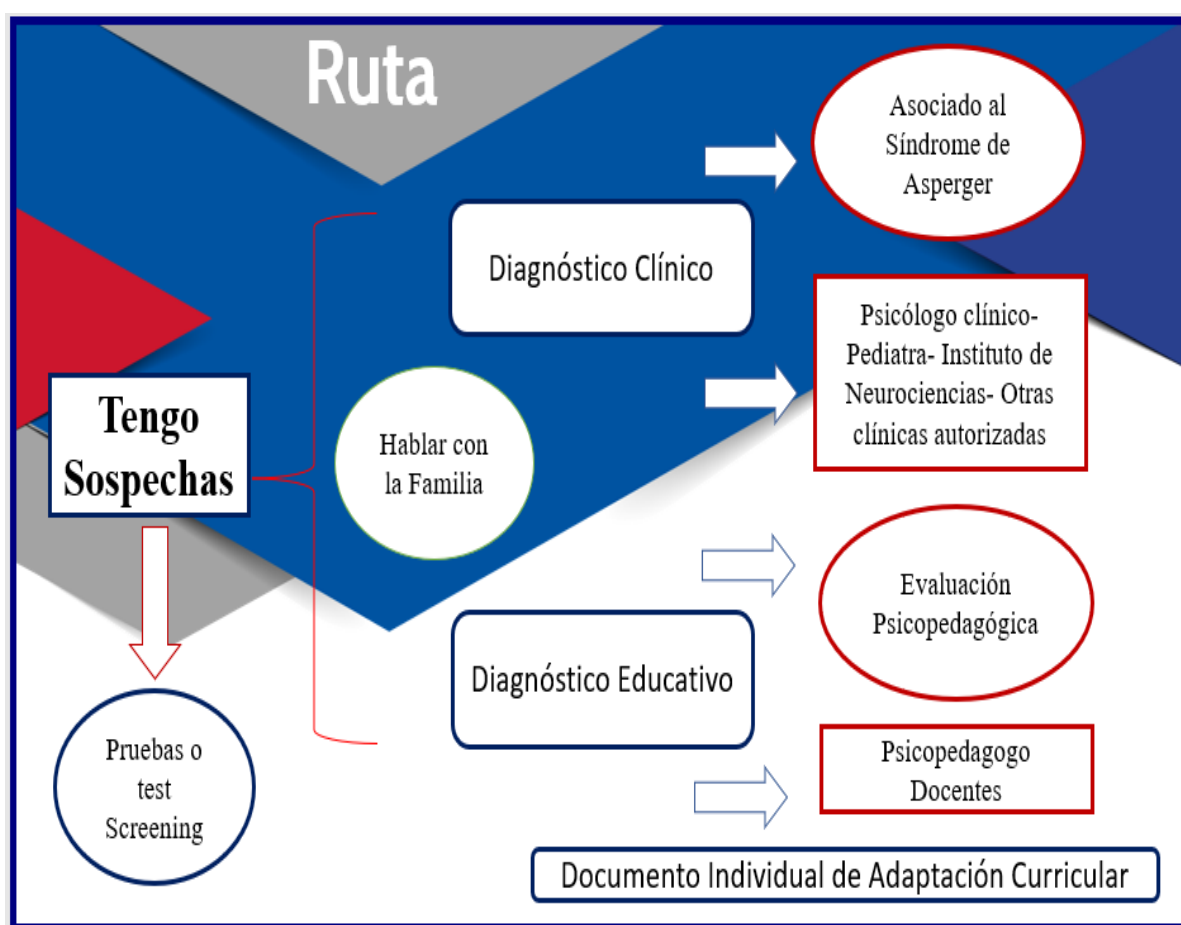 Ruta
Asociado al
Síndrome de
Asperger
Diagnóstico Clínico
Psicólogo clínico-
Pediatra- Instituto de
Neurociencias- Otras
clínicas autorizadas
Tengo
Sospechas
Hablar con
la Familia
Evaluación
Psicopedagógica
Diagnóstico Educativo
Psicopedagogo
Docentes
Pruebas o
test
Screening
Documento Individual de Adaptación Curricular